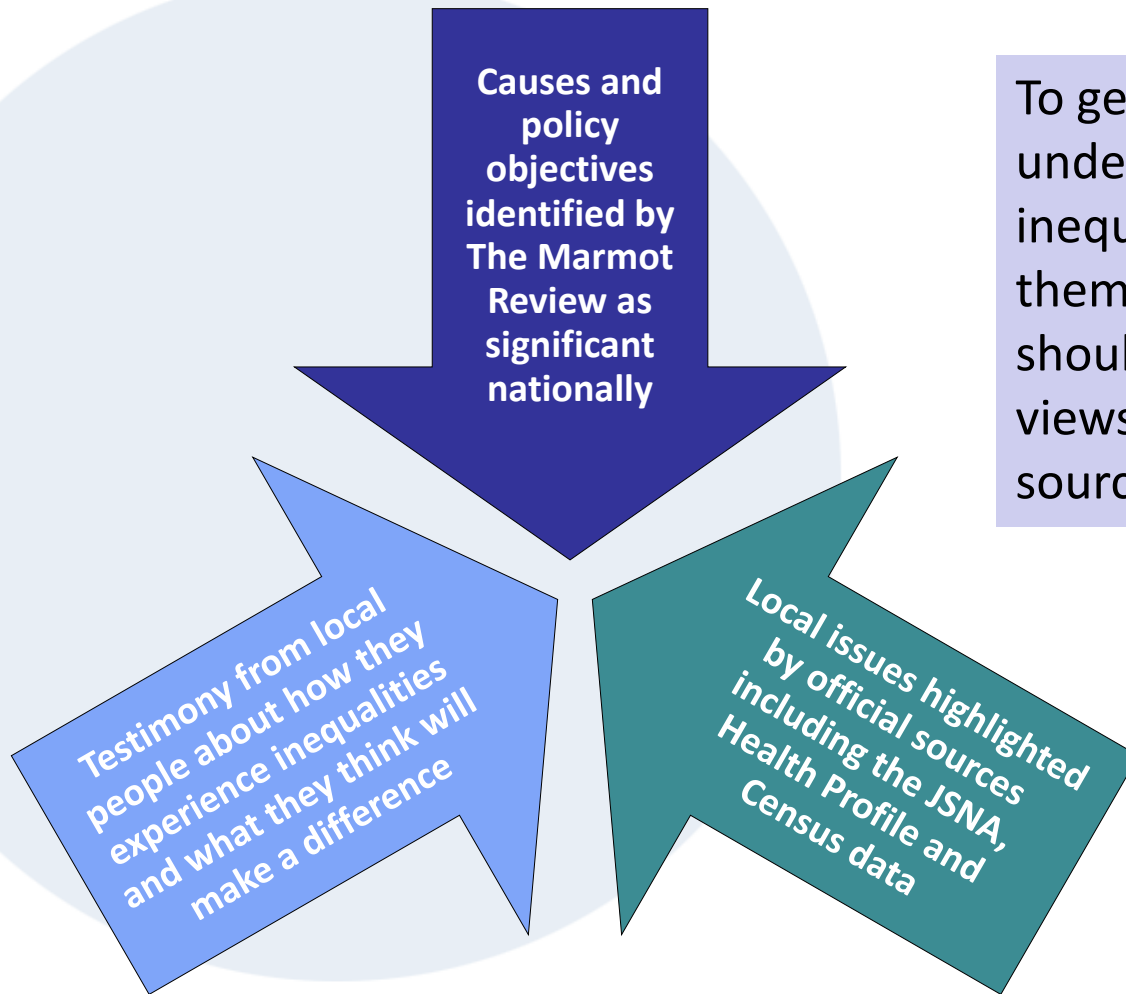 Causes and
policy
objectives
identified by
The Marmot
Review as
significant
nationally
To ge
unde
inequ
them
shoul
views
sourc
Testimony from local
people about how they
experience inequalities
and what they think will
make a difference
Local issues highlighted
by official sources
including the JSNA,
Health Profile and
Census data